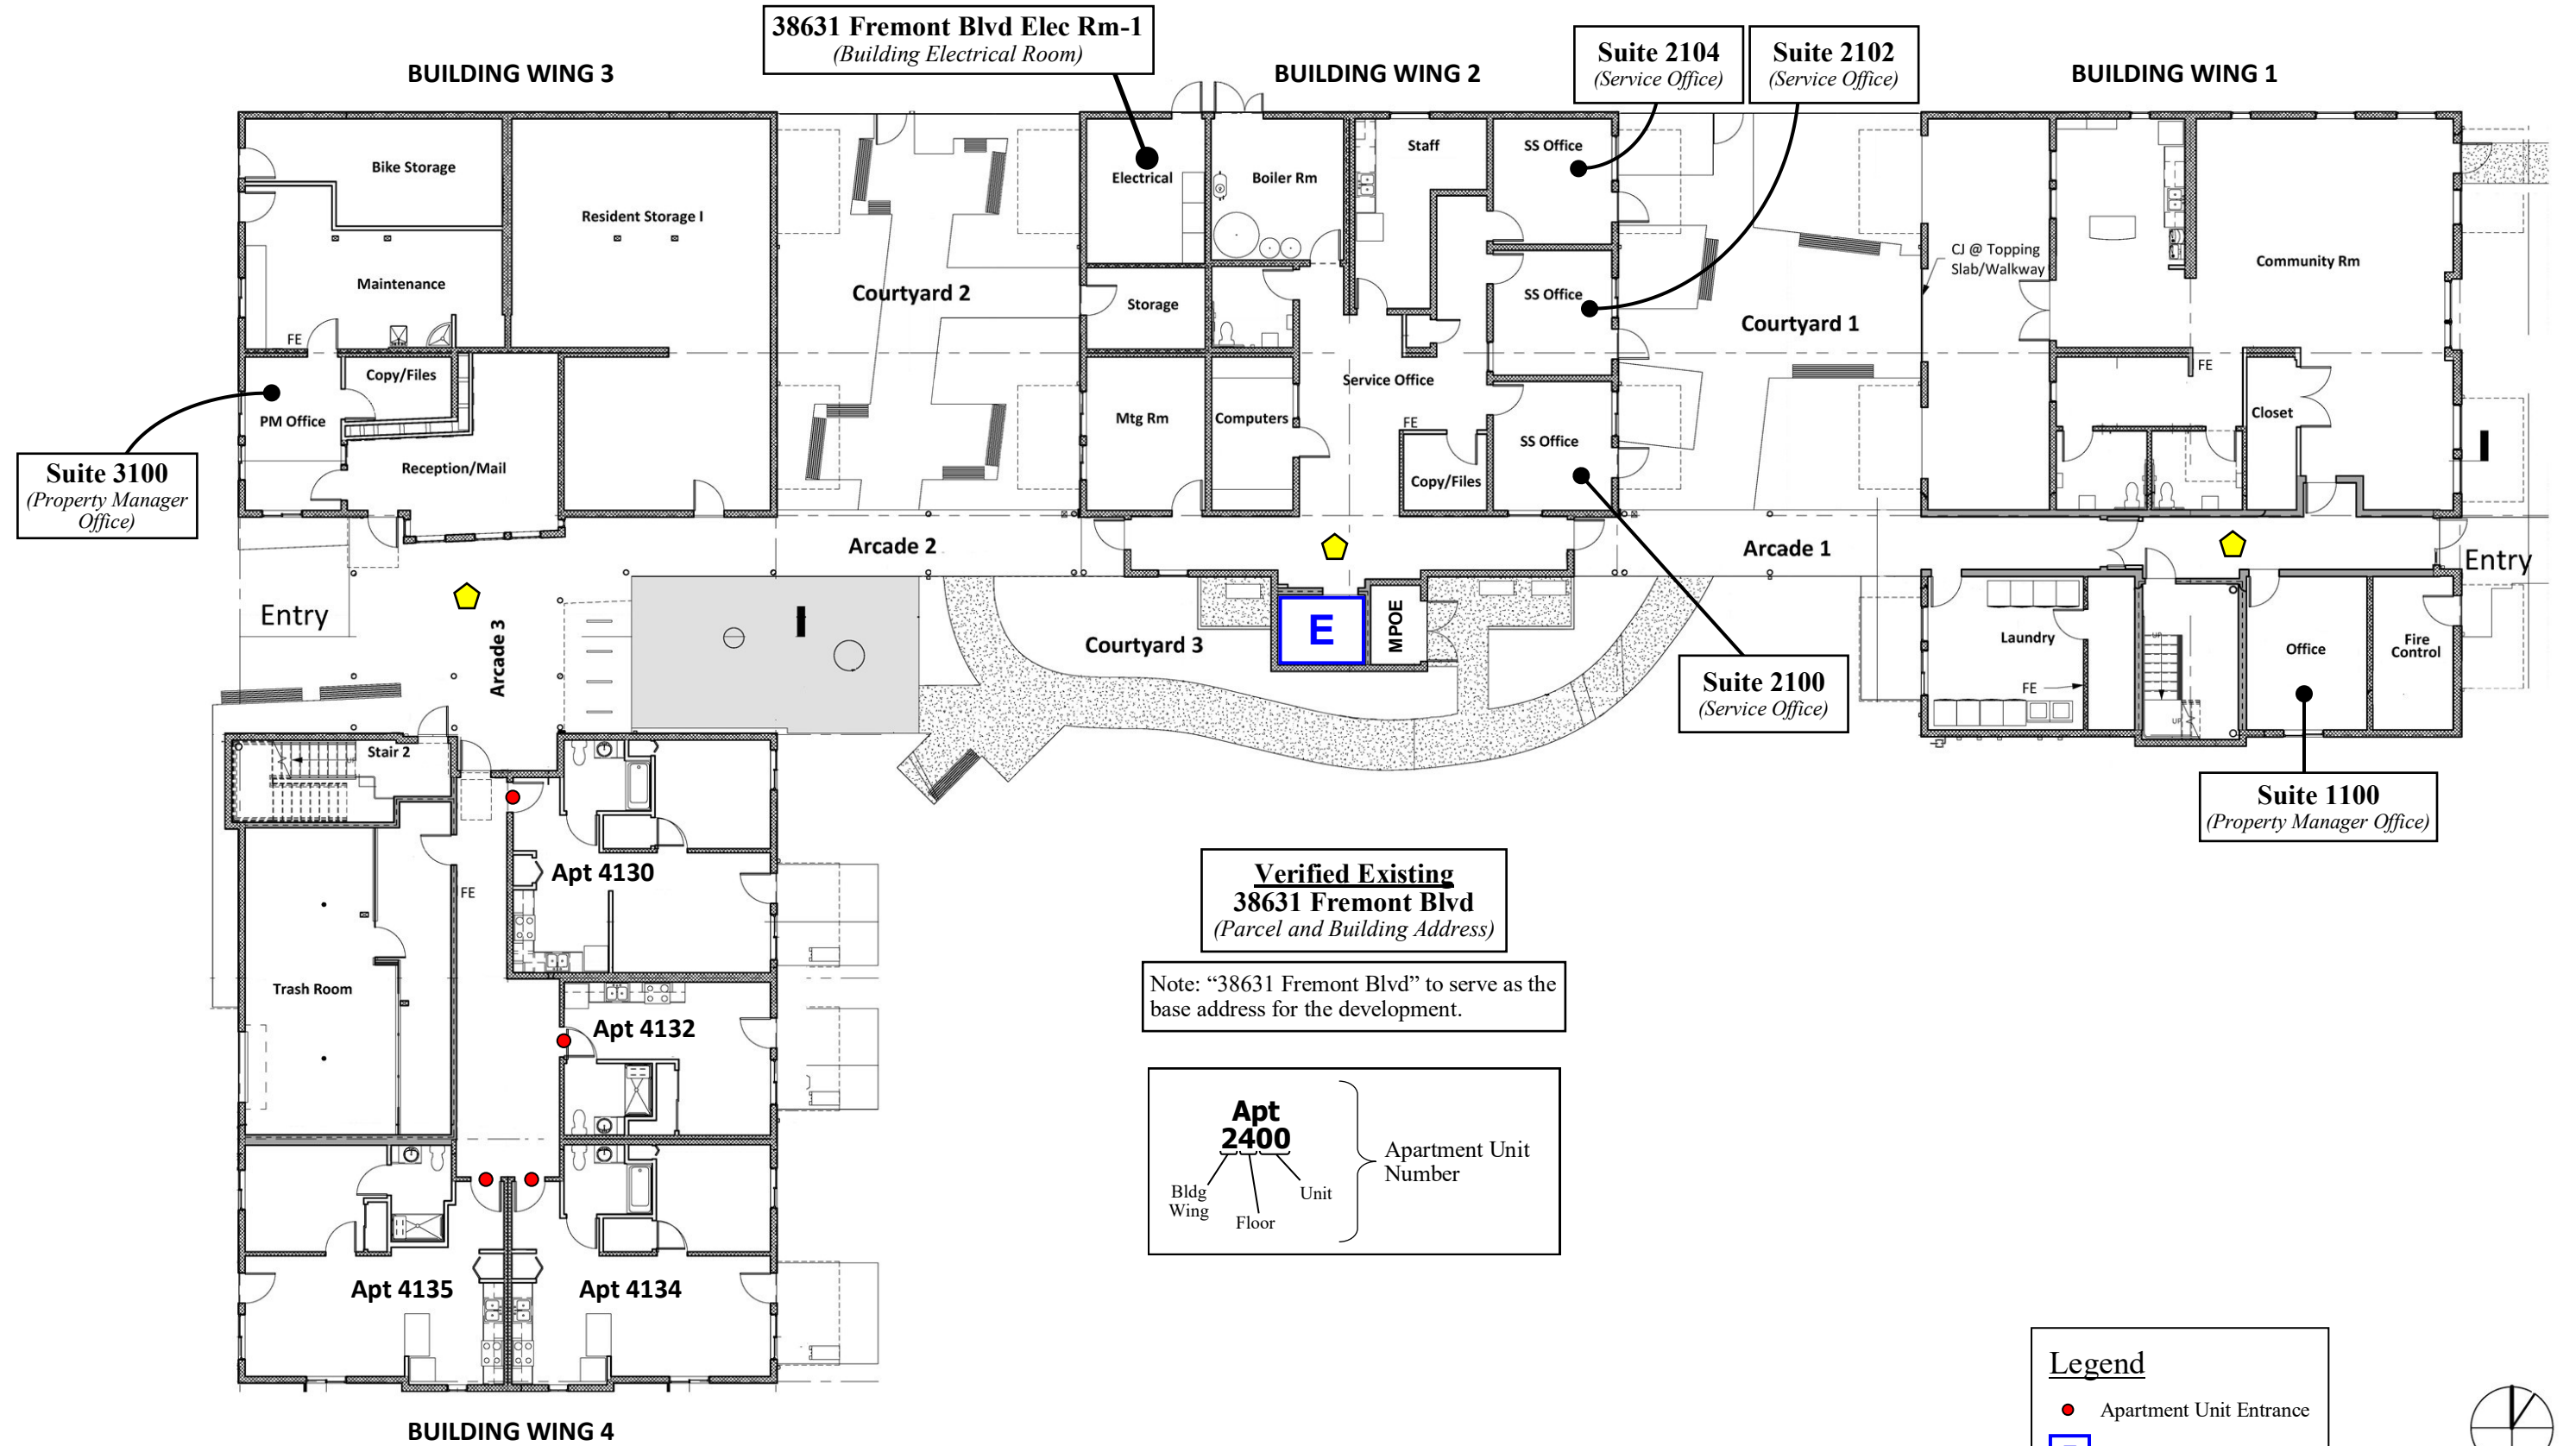 38631 Fremont Blvd Elec Rm-1
(Building Electrical Room)
Suite 2104
(Service Office)
Suite 2102
(Service Office)
BUILDING WING 3
BUILDING WING 2
BUILDING WING 1
Bike Storage
Resident Storage I
Maintenance
FE
Copy/Files
PM Office
Reception/Mail
Suite 3100
(Property Manager
Office)
Courtyard 2
Electrical
Boiler Rm
Staff
SS Office
Storage
SS Office
Service Office
Mtg Rm
Computers
FE
SS Office
Copy/Files
Courtyard 1
CJ @ Topping
Slab/Walkway
Community Rm
FE
Closet
Arcade 2
Arcade 1
Entry
Entry
Arcade 3
Courtyard 3
E
MPOE
Laundry
FE
UP
UP
Office
Fire
Control
Suite 2100
(Service Office)
Suite 1100
(Property Manager Office)
Stair 2
UP
FE
Apt 4130
Trash Room
Apt 4132
Apt 4135
Apt 4134
BUILDING WING 4
Verified Existing
38631 Fremont Blvd
(Parcel and Building Address)
Note: “38631 Fremont Blvd” to serve as the
base address for the development.
Apt
2400
Bldg
Wing
Floor
Unit
Apartment Unit
Number
Legend
Apartment Unit Entrance